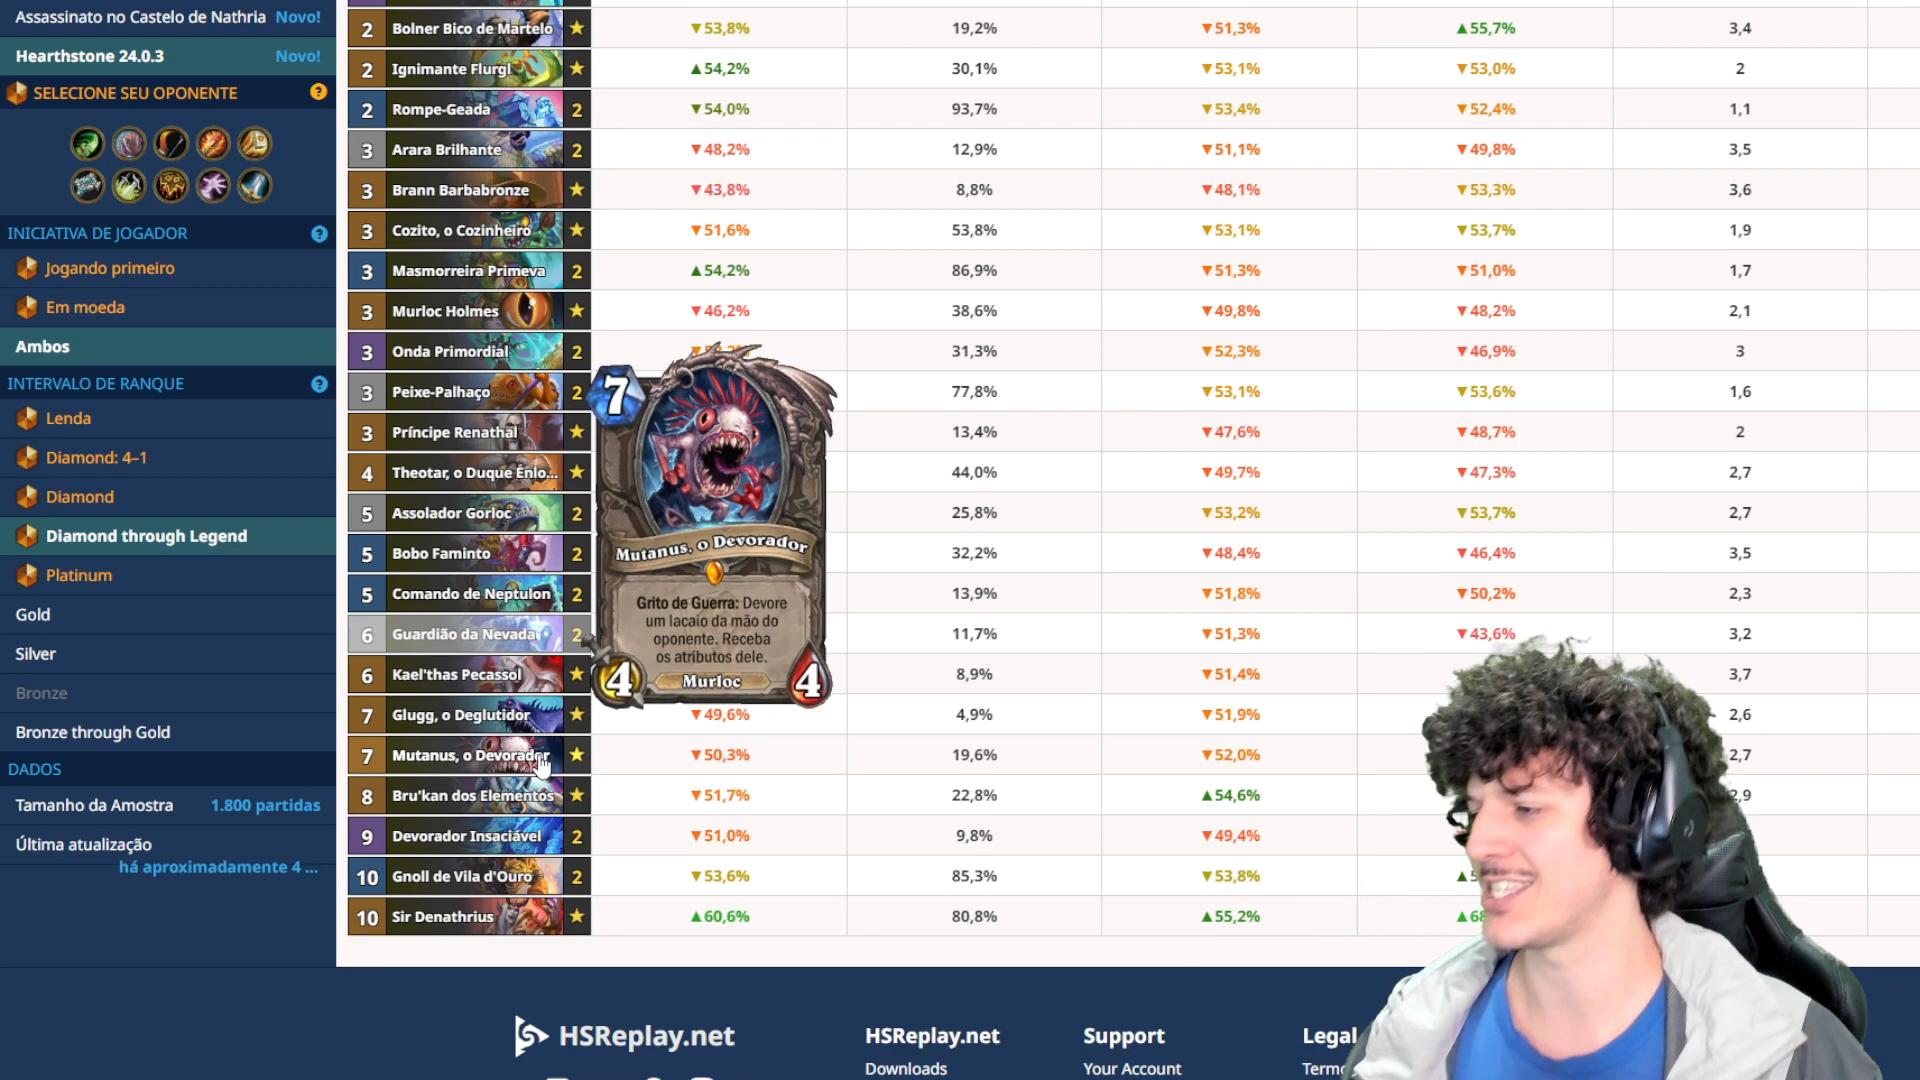 Assassinato no Castelo de Nathria Novo!
Hearthstone 24.0.3 Novo!
SELECIONE SEU OPONENTE ?
INICIATIVA DE JOGADOR ?
Jogando primeiro
Em moeda
Ambos
INTERVALO DE RANQUE ?
Lenda
Diamond: 4–1
Diamond
Diamond through Legend
Platinum
Gold
Silver
Bronze
Bronze through Gold
DADOS
Tamanho da Amostra 1.800 partidas
Última atualização
há aproximadamente 4 ...
2 Bolner Bico de Martelo ★ ▼53,8% 19,2% ▼51,3% ▲55,7% 3,4
2 Ignimante Flurgl ★ ▲54,2% 30,1% ▼53,1% ▼53,0% 2
2 Rompe-Geada 2 ▼54,0% 93,7% ▼53,4% ▼52,4% 1,1
3 Arara Brilhante 2 ▼48,2% 12,9% ▼51,1% ▼49,8% 3,5
3 Brann Barbabronze ★ ▼43,8% 8,8% ▼48,1% ▼53,3% 3,6
3 Cozito, o Cozinheiro ★ ▼51,6% 53,8% ▼53,1% ▼53,7% 1,9
3 Masmorreira Primeva 2 ▲54,2% 86,9% ▼51,3% ▼51,0% 1,7
3 Murloc Holmes ★ ▼46,2% 38,6% ▼49,8% ▼48,2% 2,1
3 Onda Primordial 2 31,3% ▼52,3% ▼46,9% 3
3 Peixe-Palhaço 2 77,8% ▼53,1% ▼53,6% 1,6
3 Príncipe Renathal ★ 13,4% ▼47,6% ▼48,7% 2
4 Theotar, o Duque Enlo... ★ 44,0% ▼49,7% ▼47,3% 2,7
5 Assolador Gorloc 2 25,8% ▼53,2% ▼53,7% 2,7
5 Bobo Faminto 2 32,2% ▼48,4% ▼46,4% 3,5
5 Comando de Neptulon 2 13,9% ▼51,8% ▼50,2% 2,3
6 Guardião da Nevada 2 11,7% ▼51,3% ▼43,6% 3,2
6 Kael'thas Pecassol ★ 8,9% ▼51,4% 3,7
7 Glugg, o Deglutidor ★ ▼49,6% 4,9% ▼51,9% 2,6
7 Mutanus, o Devorador ★ ▼50,3% 19,6% ▼52,0% 2,7
8 Bru'kan dos Elementos ★ ▼51,7% 22,8% ▲54,6% 2,9
9 Devorador Insaciável 2 ▼51,0% 9,8% ▼49,4%
10 Gnoll de Vila d'Ouro 2 ▼53,6% 85,3% ▼53,8%
10 Sir Denathrius ★ ▲60,6% 80,8% ▲55,2%
7
Mutanus, o Devorador
Grito de Guerra: Devore
um lacaio da mão do
oponente. Receba
os atributos dele.
4 Murloc 4
HSReplay.net
HSReplay.net
Downloads
Support
Your Account
Legal